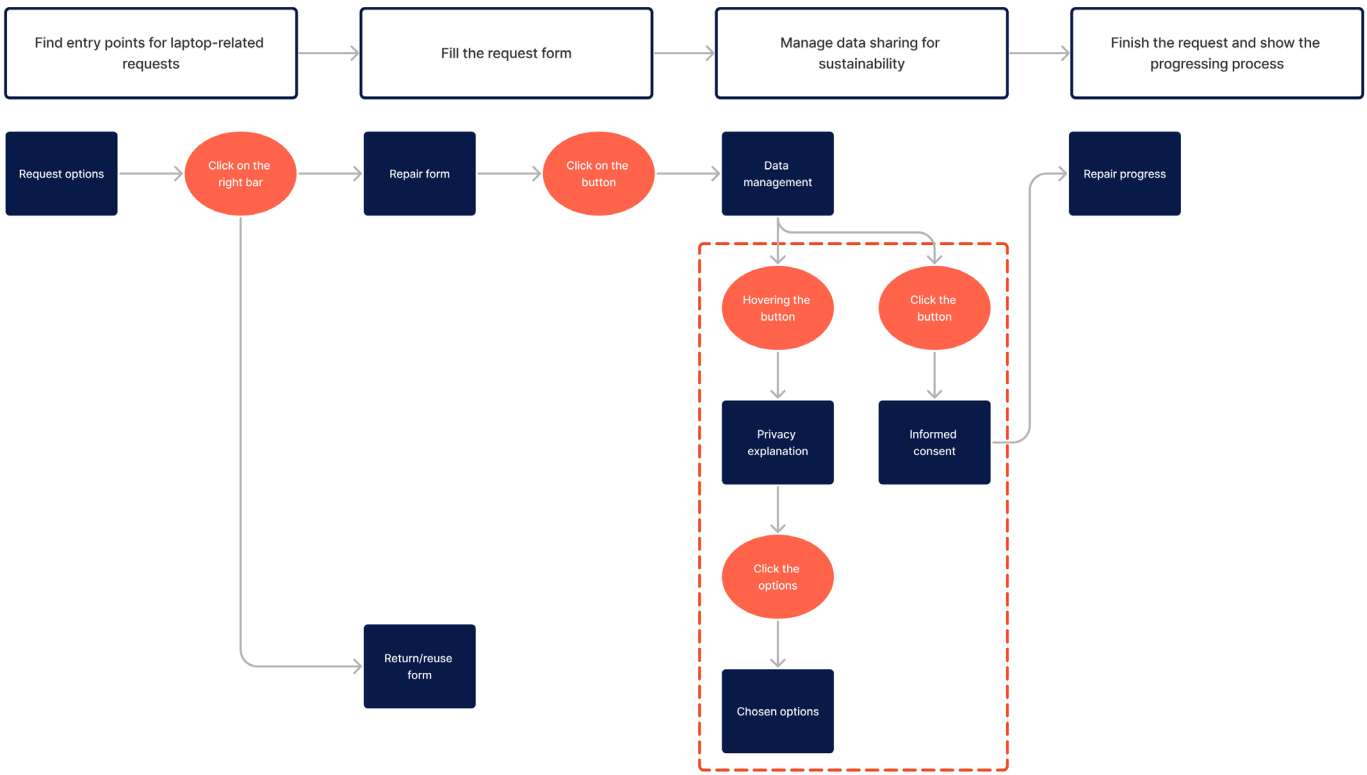 Find entry points for laptop-related
requests
Fill the request form
Manage data sharing for
sustainability
Finish the request and show the
progressing process
Request options
Click on the
right bar
Repair form
Click on the
button
Data
management
Repair progress
Hovering the
button
Click the
button
Privacy
explanation
Informed
consent
Click the
options
Return/reuse
form
Chosen options